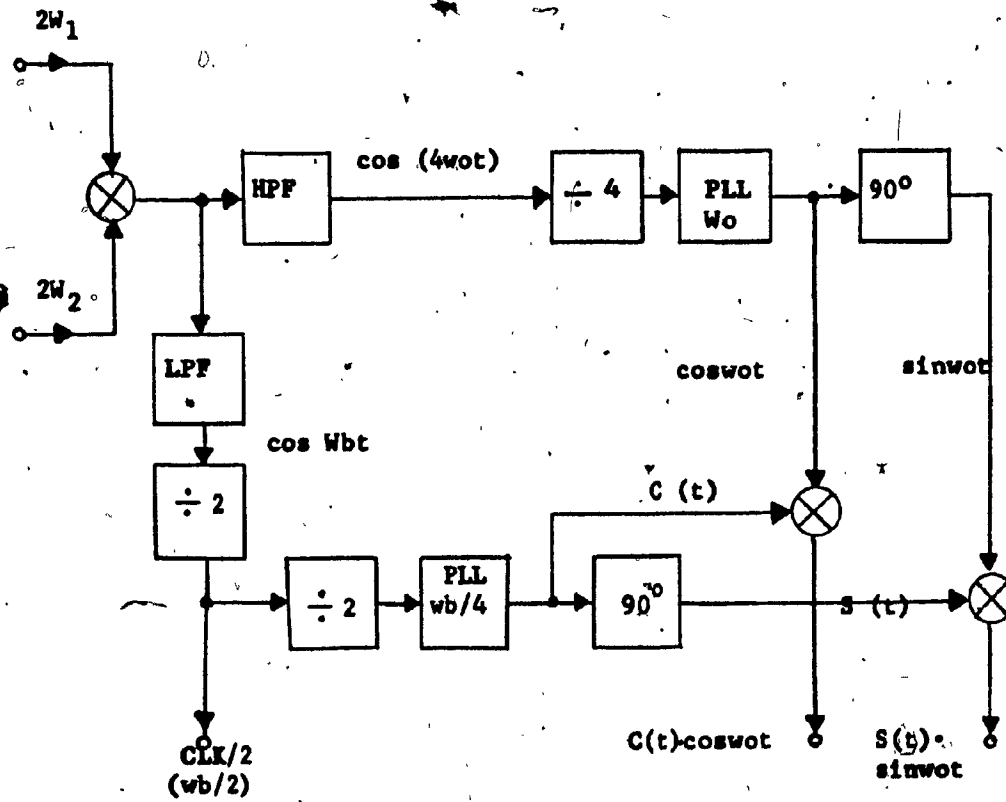 2W1
HPF
cos (4wot)
÷ 4
PLL
Wo
90°
2W2
LPF
coswot
sinwot
cos Wbt
÷ 2
C (t)
÷ 2
PLL
wb/4
90°
S (t)
CLK/2
(wb/2)
C(t)·coswot
S(t)·
sinwot